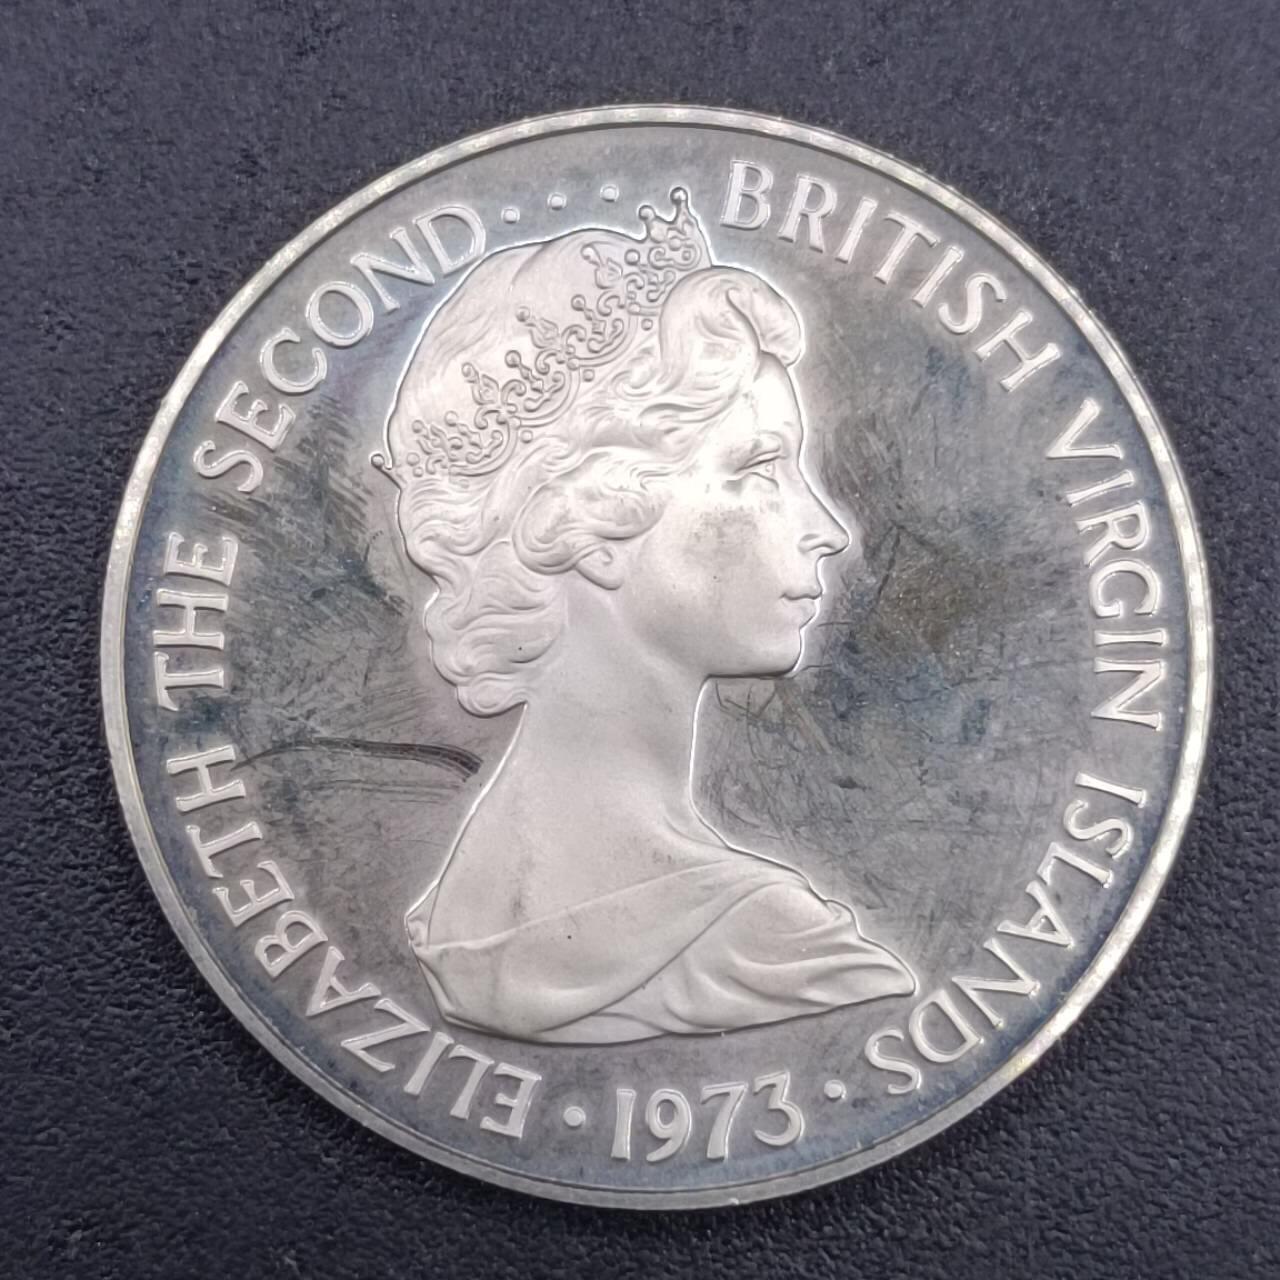 ELIZABETH THE SECOND.... BRITISH VIRGIN ISLANDS
• 1973 •